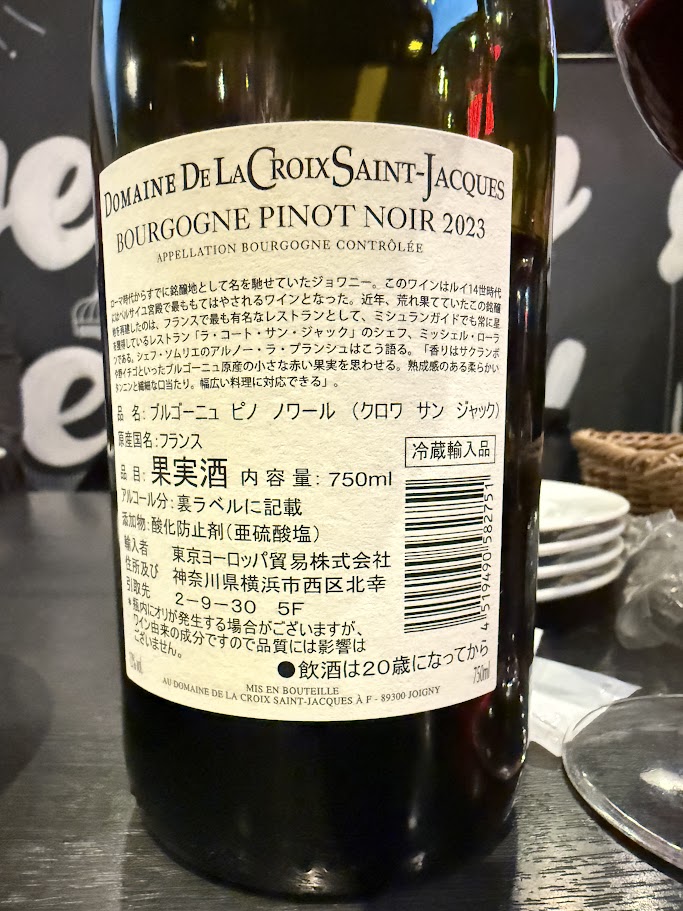 DOMAINE DE LA CROIX SAINT-JACQUES
BOURGOGNE PINOT NOIR 2023
APPELLATION BOURGOGNE CONTRÔLÉE
ローマ時代からすでに銘醸地として名を馳せていたジョワニー。このワインはルイ14世時代
にはベルサイユ宮殿で最ももてはやされるワインとなった。近年、荒れ果てていたこの銘醸
地を再建したのは、フランスで最も有名なレストランとして、ミシュランガイドでも常に星
を獲得しているレストラン「ラ・コート・サン・ジャック」のシェフ、ミッシェル・ローラ
ンである。シェフ・ソムリエのアルノー・ラ・プランシュはこう語る。「香りはサクランボ
や野イチゴといったブルゴーニュ原産の小さな赤い果実を思わせる。熟成感のある柔らかい
タンニンと繊細な口当たり。幅広い料理に対応できる」。
品 名：ブルゴーニュ ピノ ノワール （クロワ サン ジャック）
原産国名：フランス
冷蔵輸入品
品 目：果実酒 内 容 量：750ml
アルコール分：裏ラベルに記載
添加物：酸化防止剤（亜硫酸塩）
輸入者 東京ヨーロッパ貿易株式会社
住所及び 神奈川県横浜市西区北幸
引取先 2－9－30 5F
4 519490 582751
＊瓶内にオリが発生する場合がございますが、
ワイン由来の成分ですので品質には影響は
ございません。
●飲酒は20歳になってから
750ml
MIS EN BOUTEILLE
AU DOMAINE DE LA CROIX SAINT-JACQUES À F - 89300 JOIGNY